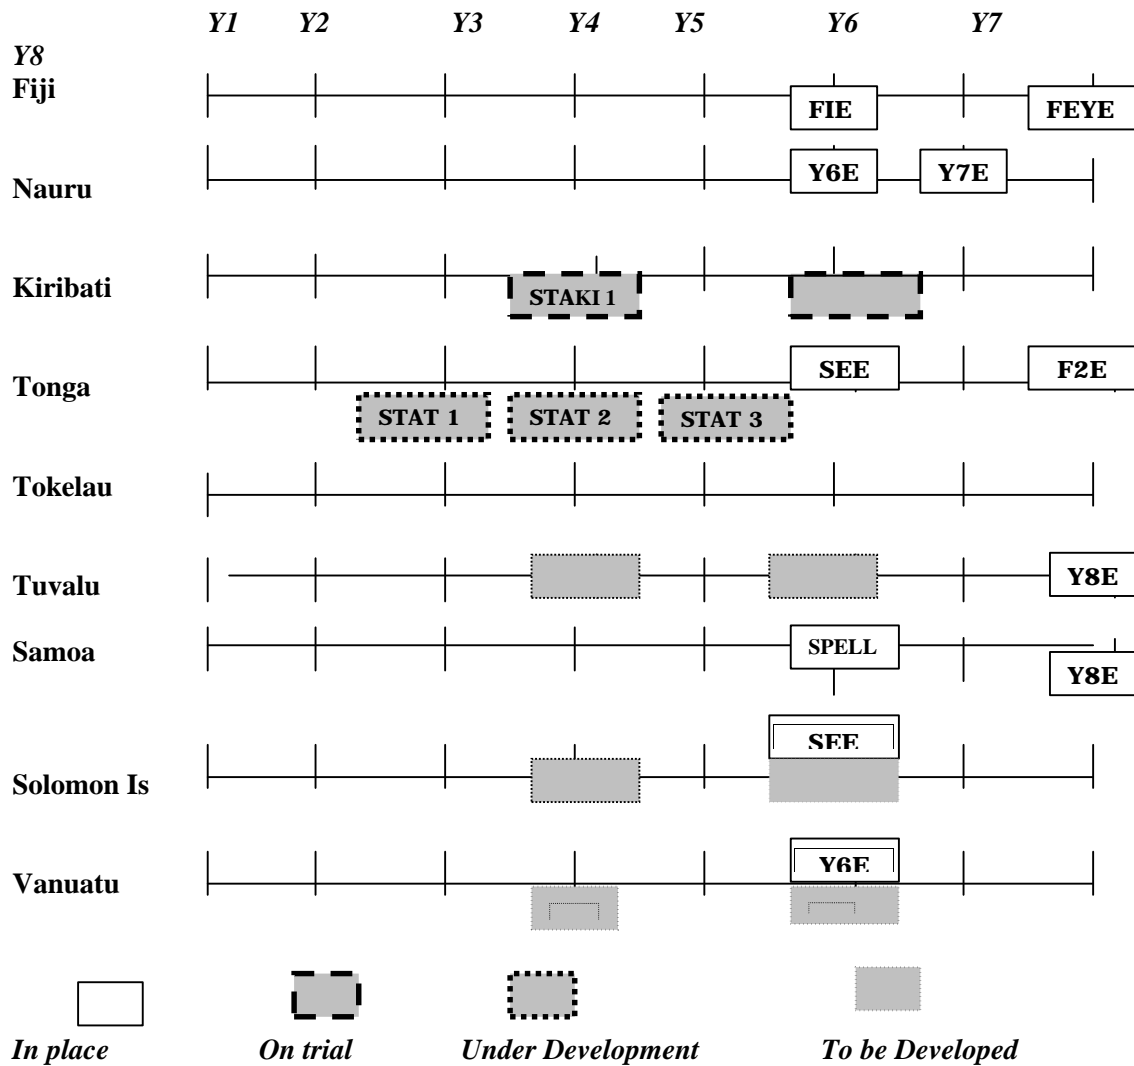 Y1 Y2 Y3 Y4 Y5 Y6 Y7
Y8
Fiji FIE FEYE
Nauru Y6E Y7E
Kiribati STAKI 1
Tonga SEE F2E
STAT 1 STAT 2 STAT 3
Tokelau
Tuvalu Y8E
Samoa SPELL
Y8E
SEE
Solomon Is
Y6E
Vanuatu
In place On trial Under Development To be Developed